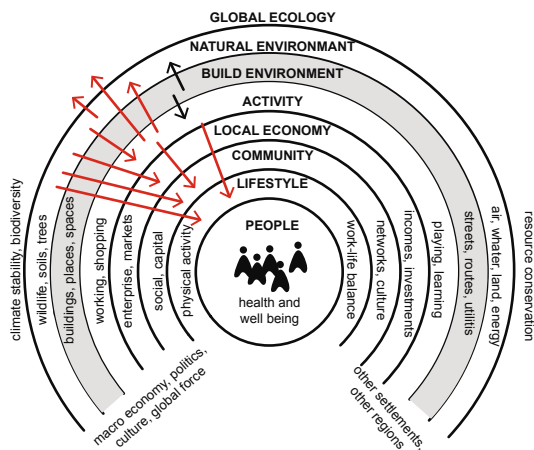 GLOBAL ECOLOGY
NATURAL ENVIRONMANT
BUILD ENVIRONMENT
ACTIVITY
LOCAL ECONOMY
COMMUNITY
LIFESTYLE
PEOPLE
health and
well being
climate stability, biodiversity
wildlife, soils, trees
buildings, places, spaces
working, shopping
enterprise, markets
social, capital
physical activity
work-life balance
networks, culture
incomes, investments
playing, learning
streets, routes, utilitis
air, whater, land, energy
resource conservation
macro economy, politics,
culture, global force
other settlements,
other regions